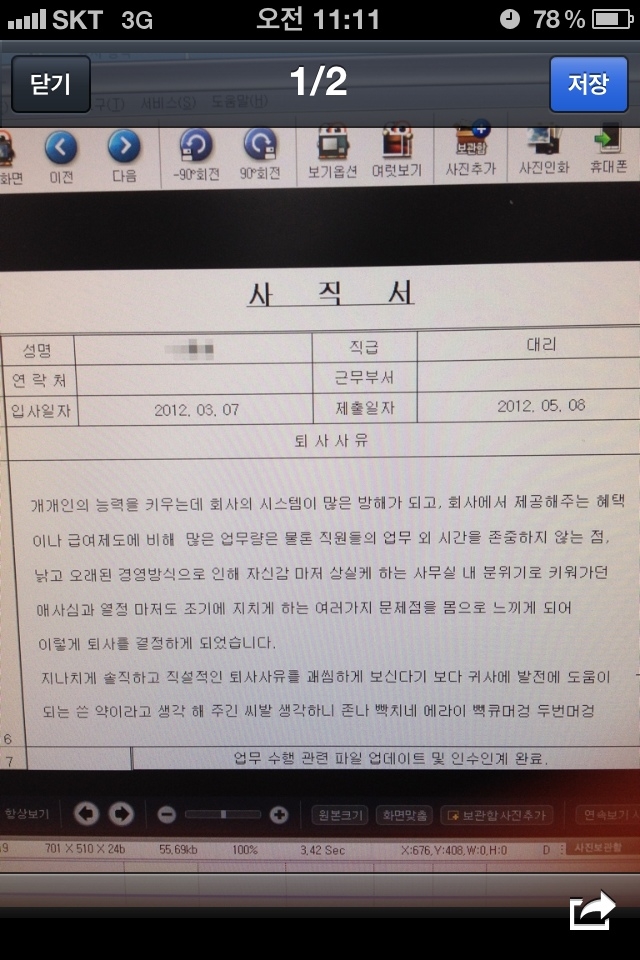 SKT 3G 오전 11:11 78%
닫기 1/2 저장
구(T) 서비스(S) 도움말(H)
화면 이전 다음 -90°회전 90°회전 보기옵션 여럿보기 사진추가 사진인화 휴대폰
보관함
사 직 서
성명 직급 대리
연락처 근무부서
입사일자 2012. 03. 07 제출일자 2012. 05. 08
퇴사사유
개개인의 능력을 키우는데 회사의 시스템이 많은 방해가 되고, 회사에서 제공해주는 혜택
이나 급여제도에 비해 많은 업무량은 물론 직원들의 업무 외 시간을 존중하지 않는 점,
낡고 오래된 경영방식으로 인해 자신감 마저 상실케 하는 사무실 내 분위기로 키워가던
애사심과 열정 마저도 조기에 지치게 하는 여러가지 문제점을 몸으로 느끼게 되어
이렇게 퇴사를 결정하게 되었습니다.
지나치게 솔직하고 직설적인 퇴사사유를 괘씸하게 보신다기 보다 귀사에 발전에 도움이
되는 쓴 약이라고 생각 해 주긴 씨발 생각하니 존나 빡치네 에라이 뻑큐머겅 두번머겅
6
7 업무 수행 관련 파일 업데이트 및 인수인계 완료.
항상보기 원본크기 화면맞춤 보관함 사진추가 연속보기
701 X 510 X 24b 55.69kb 100% 3.42 Sec X:676,Y:408,W:0,H:0 D 사진보관함